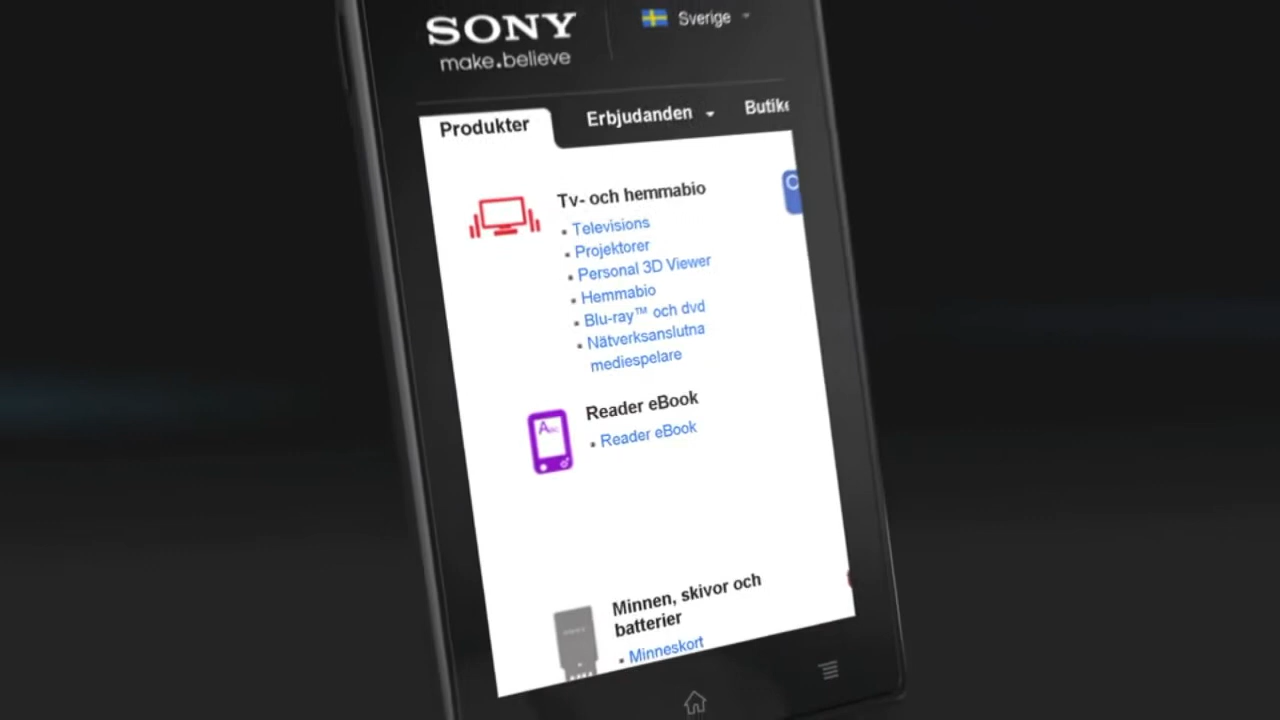 SONY
make.believe
Sverige
Produkter
Erbjudanden
Tv- och hemmabio
Televisions
Projektorer
Personal 3D Viewer
Hemmabio
Blu-ray™ och dvd
Nätverksanslutna
mediespelare
Reader eBook
Reader eBook
Minnen, skivor och
batterier
Minneskort